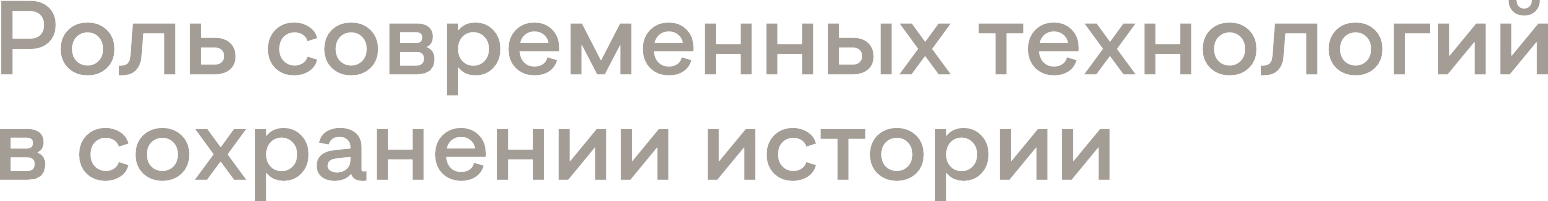 Роль современных технологий
в сохранении истории